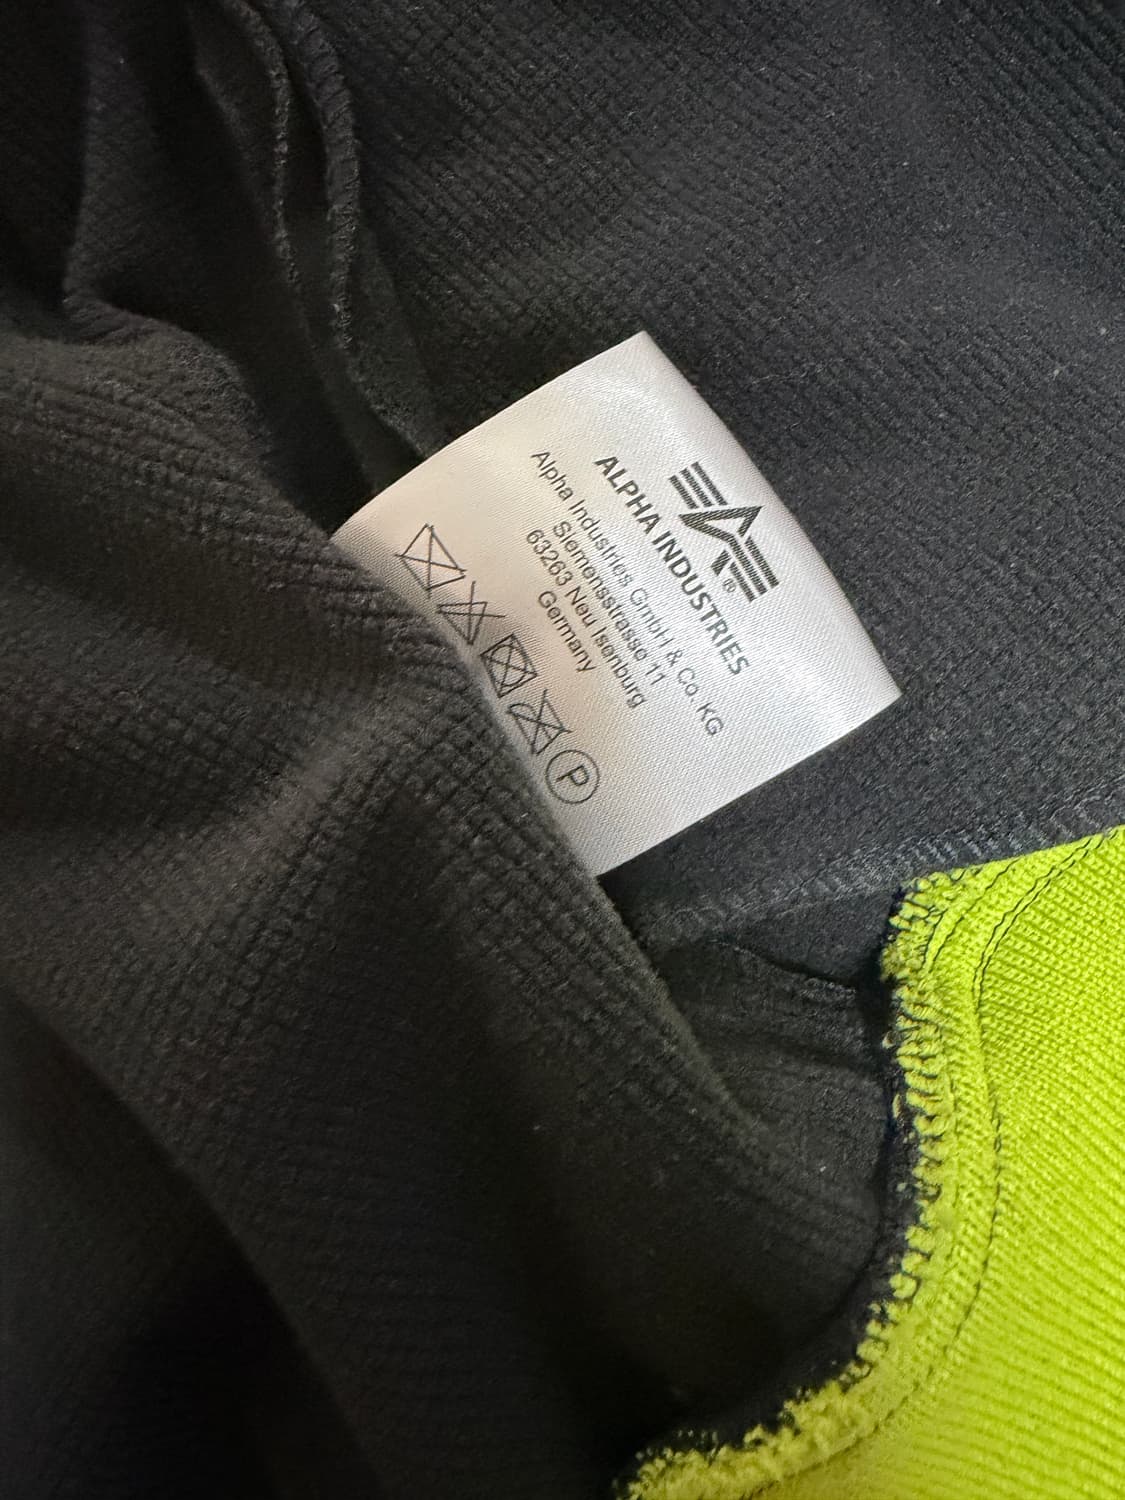 ®
ALPHA INDUSTRIES
Alpha Industries GmbH & Co. KG
Siemensstrasse 11
63263 Neu Isenburg
Germany
P